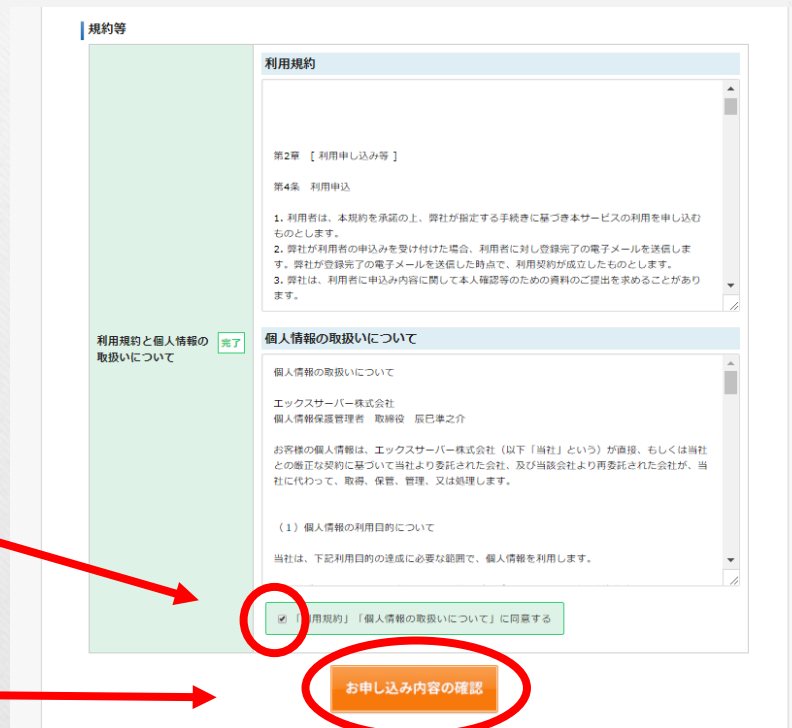 規約等
利用規約
第2章 [ 利用申し込み等 ]
第4条 利用申込
1. 利用者は、本規約を承諾の上、弊社が指定する手続きに基づき本サービスの利用を申し込む
ものとします。
2. 弊社が利用者の申込みを受け付けた場合、利用者に対し登録完了の電子メールを送信しま
す。弊社が登録完了の電子メールを送信した時点で、利用契約が成立したものとします。
3. 弊社は、利用者に申込み内容に関して本人確認等のための資料のご提出を求めることがあり
ます。
利用規約と個人情報の
取扱いについて
完了
個人情報の取扱いについて
個人情報の取扱いについて
エックスサーバー株式会社
個人情報保護管理者 取締役 辰巳準之介
お客様の個人情報は、エックスサーバー株式会社（以下「当社」という）が直接、もしくは当社
との厳正な契約に基づいて当社より委託された会社、及び当該会社より再委託された会社が、当
社に代わって、取得、保管、管理、又は処理します。
（１）個人情報の利用目的について
当社は、下記利用目的の達成に必要な範囲で、個人情報を利用します。
「利用規約」「個人情報の取扱いについて」に同意する
お申し込み内容の確認